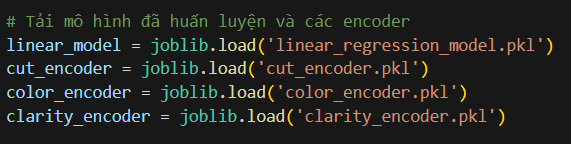 # Tải mô hình đã huấn luyện và các encoder
linear_model = joblib.load('linear_regression_model.pkl')
cut_encoder = joblib.load('cut_encoder.pkl')
color_encoder = joblib.load('color_encoder.pkl')
clarity_encoder = joblib.load('clarity_encoder.pkl')